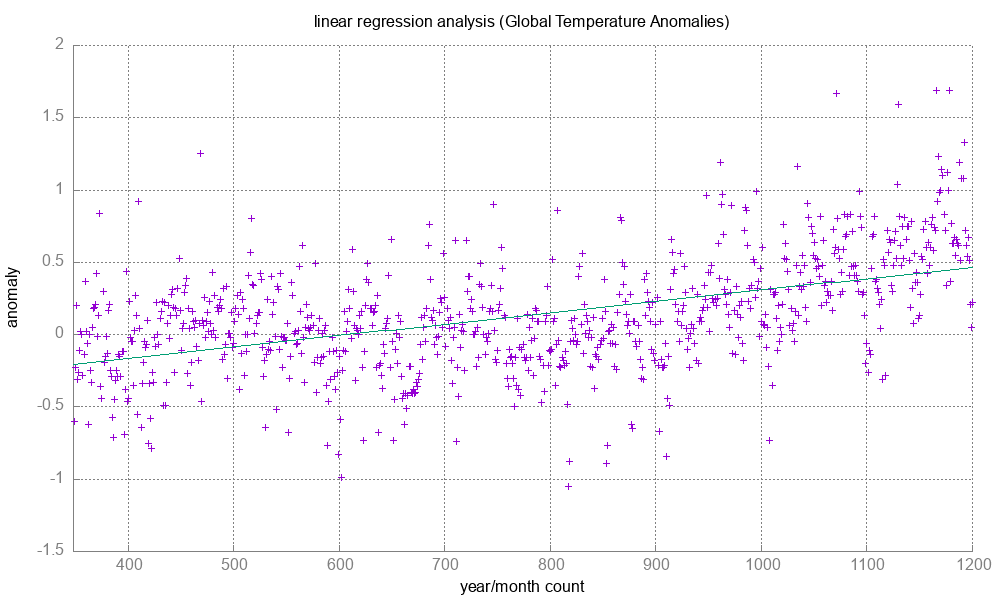 linear regression analysis (Global Temperature Anomalies)
2
1.5
1
0.5
0
-0.5
-1
-1.5
anomaly
400 500 600 700 800 900 1000 1100 1200
year/month count